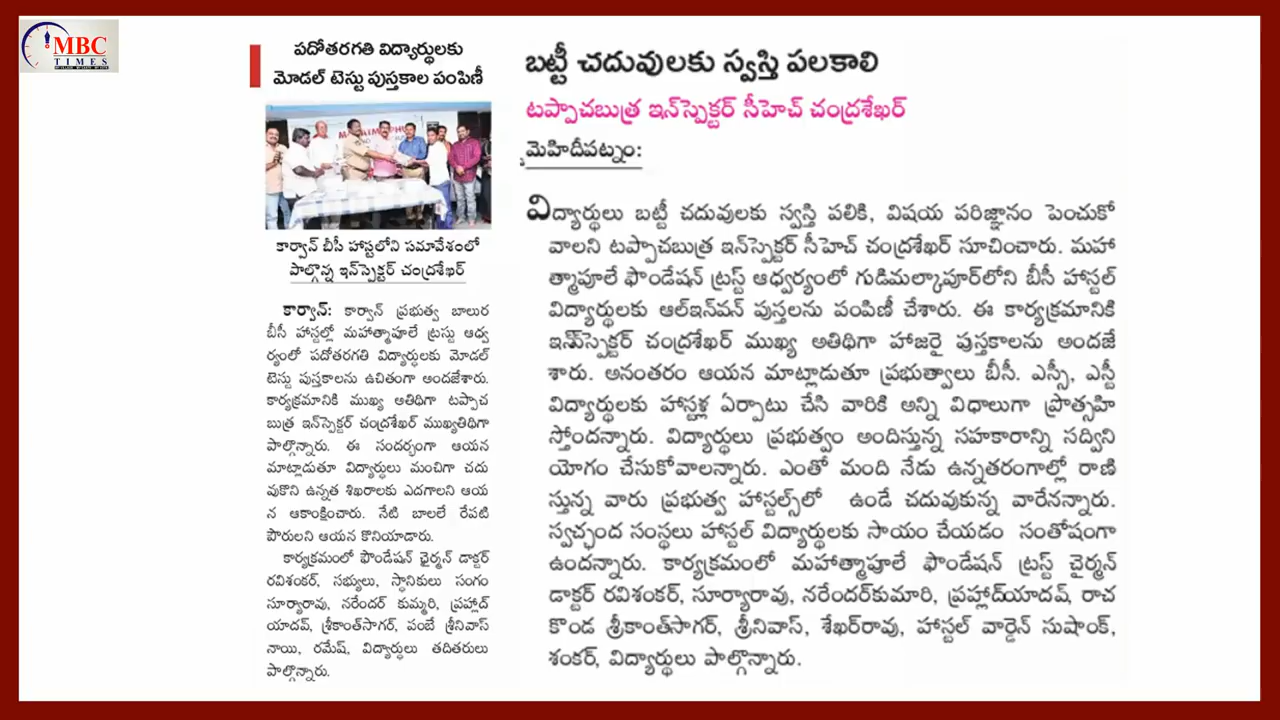 MBC
TIMES
పదోతరగతి విద్యార్థులకు
మోడల్ టెస్టు పుస్తకాల పంపిణీ
కార్వాన్ బీసీ హాస్టల్‌లోని సమావేశంలో
పాల్గొన్న ఇన్‌స్పెక్టర్ చంద్రశేఖర్
కార్వాన్: కార్వాన్ ప్రభుత్వ బాలుర
బీసీ హాస్టల్లో మహాత్మాపూలే ట్రస్టు ఆధ్వ
ర్యంలో పదోతరగతి విద్యార్థులకు మోడల్
టెస్టు పుస్తకాలను ఉచితంగా అందజేశారు.
కార్యక్రమానికి ముఖ్య అతిథిగా టప్పాచ
బుత్ర ఇన్‌స్పెక్టర్ చంద్రశేఖర్ ముఖ్యతిథిగా
పాల్గొన్నారు. ఈ సందర్భంగా ఆయన
మాట్లాడుతూ విద్యార్థులు మంచిగా చదు
వుకొని ఉన్నత శిఖరాలకు ఎదగాలని ఆయ
న ఆకాంక్షించారు. నేటి బాలలే రేపటి
పౌరులని ఆయన కొనియాడారు.
కార్యక్రమంలో ఫౌండేషన్ ఛైర్మన్ డాక్టర్
రవిశంకర్, సభ్యులు, స్థానికులు సంగం
సూర్యారావు, నరేందర్ కుమ్మరి, ప్రహ్లాద్
యాదవ్, శ్రీకాంత్‌సాగర్, పంబే శ్రీనివాస్
నాయి, రమేష్, విద్యార్థులు తదితరులు
పాల్గొన్నారు.
బట్టీ చదువులకు స్వస్తి పలకాలి
టప్పాచబుత్ర ఇన్‌స్పెక్టర్ సీహెచ్ చంద్రశేఖర్
మెహిదీపట్నం:
విద్యార్థులు బట్టీ చదువులకు స్వస్తి పలికి, విషయ పరిజ్ఞానం పెంచుకో
వాలని టప్పాచబుత్ర ఇన్‌స్పెక్టర్ సీహెచ్ చంద్రశేఖర్ సూచించారు. మహా
త్మాపూలే ఫౌండేషన్ ట్రస్ట్ ఆధ్వర్యంలో గుడిమల్కాపూర్‌లోని బీసీ హాస్టల్
విద్యార్థులకు ఆల్‌ఇన్‌వన్ పుస్తలను పంపిణీ చేశారు. ఈ కార్యక్రమానికి
ఇన్‌స్పెక్టర్ చంద్రశేఖర్ ముఖ్య అతిథిగా హాజరై పుస్తకాలను అందజే
శారు. అనంతరం ఆయన మాట్లాడుతూ ప్రభుత్వాలు బీసీ. ఎస్సీ, ఎస్టీ
విద్యార్థులకు హాస్టళ్ల ఏర్పాటు చేసి వారికి అన్ని విధాలుగా ప్రోత్సహి
స్తోందన్నారు. విద్యార్థులు ప్రభుత్వం అందిస్తున్న సహకారాన్ని సద్విని
యోగం చేసుకోవాలన్నారు. ఎంతో మంది నేడు ఉన్నతరంగాల్లో రాణి
స్తున్న వారు ప్రభుత్వ హాస్టల్స్‌లో ఉండే చదువుకున్న వారేనన్నారు.
స్వచ్ఛంద సంస్థలు హాస్టల్ విద్యార్థులకు సాయం చేయడం సంతోషంగా
ఉందన్నారు. కార్యక్రమంలో మహాత్మాపూలే ఫౌండేషన్ ట్రస్ట్ చైర్మన్
డాక్టర్ రవిశంకర్, సూర్యారావు, నరేందర్‌కుమారి, ప్రహ్లాద్‌యాదవ్, రాచ
కొండ శ్రీకాంత్‌సాగర్, శ్రీనివాస్, శేఖర్‌రావు, హాస్టల్ వార్డెన్ సుషాంక్,
శంకర్, విద్యార్థులు పాల్గొన్నారు.